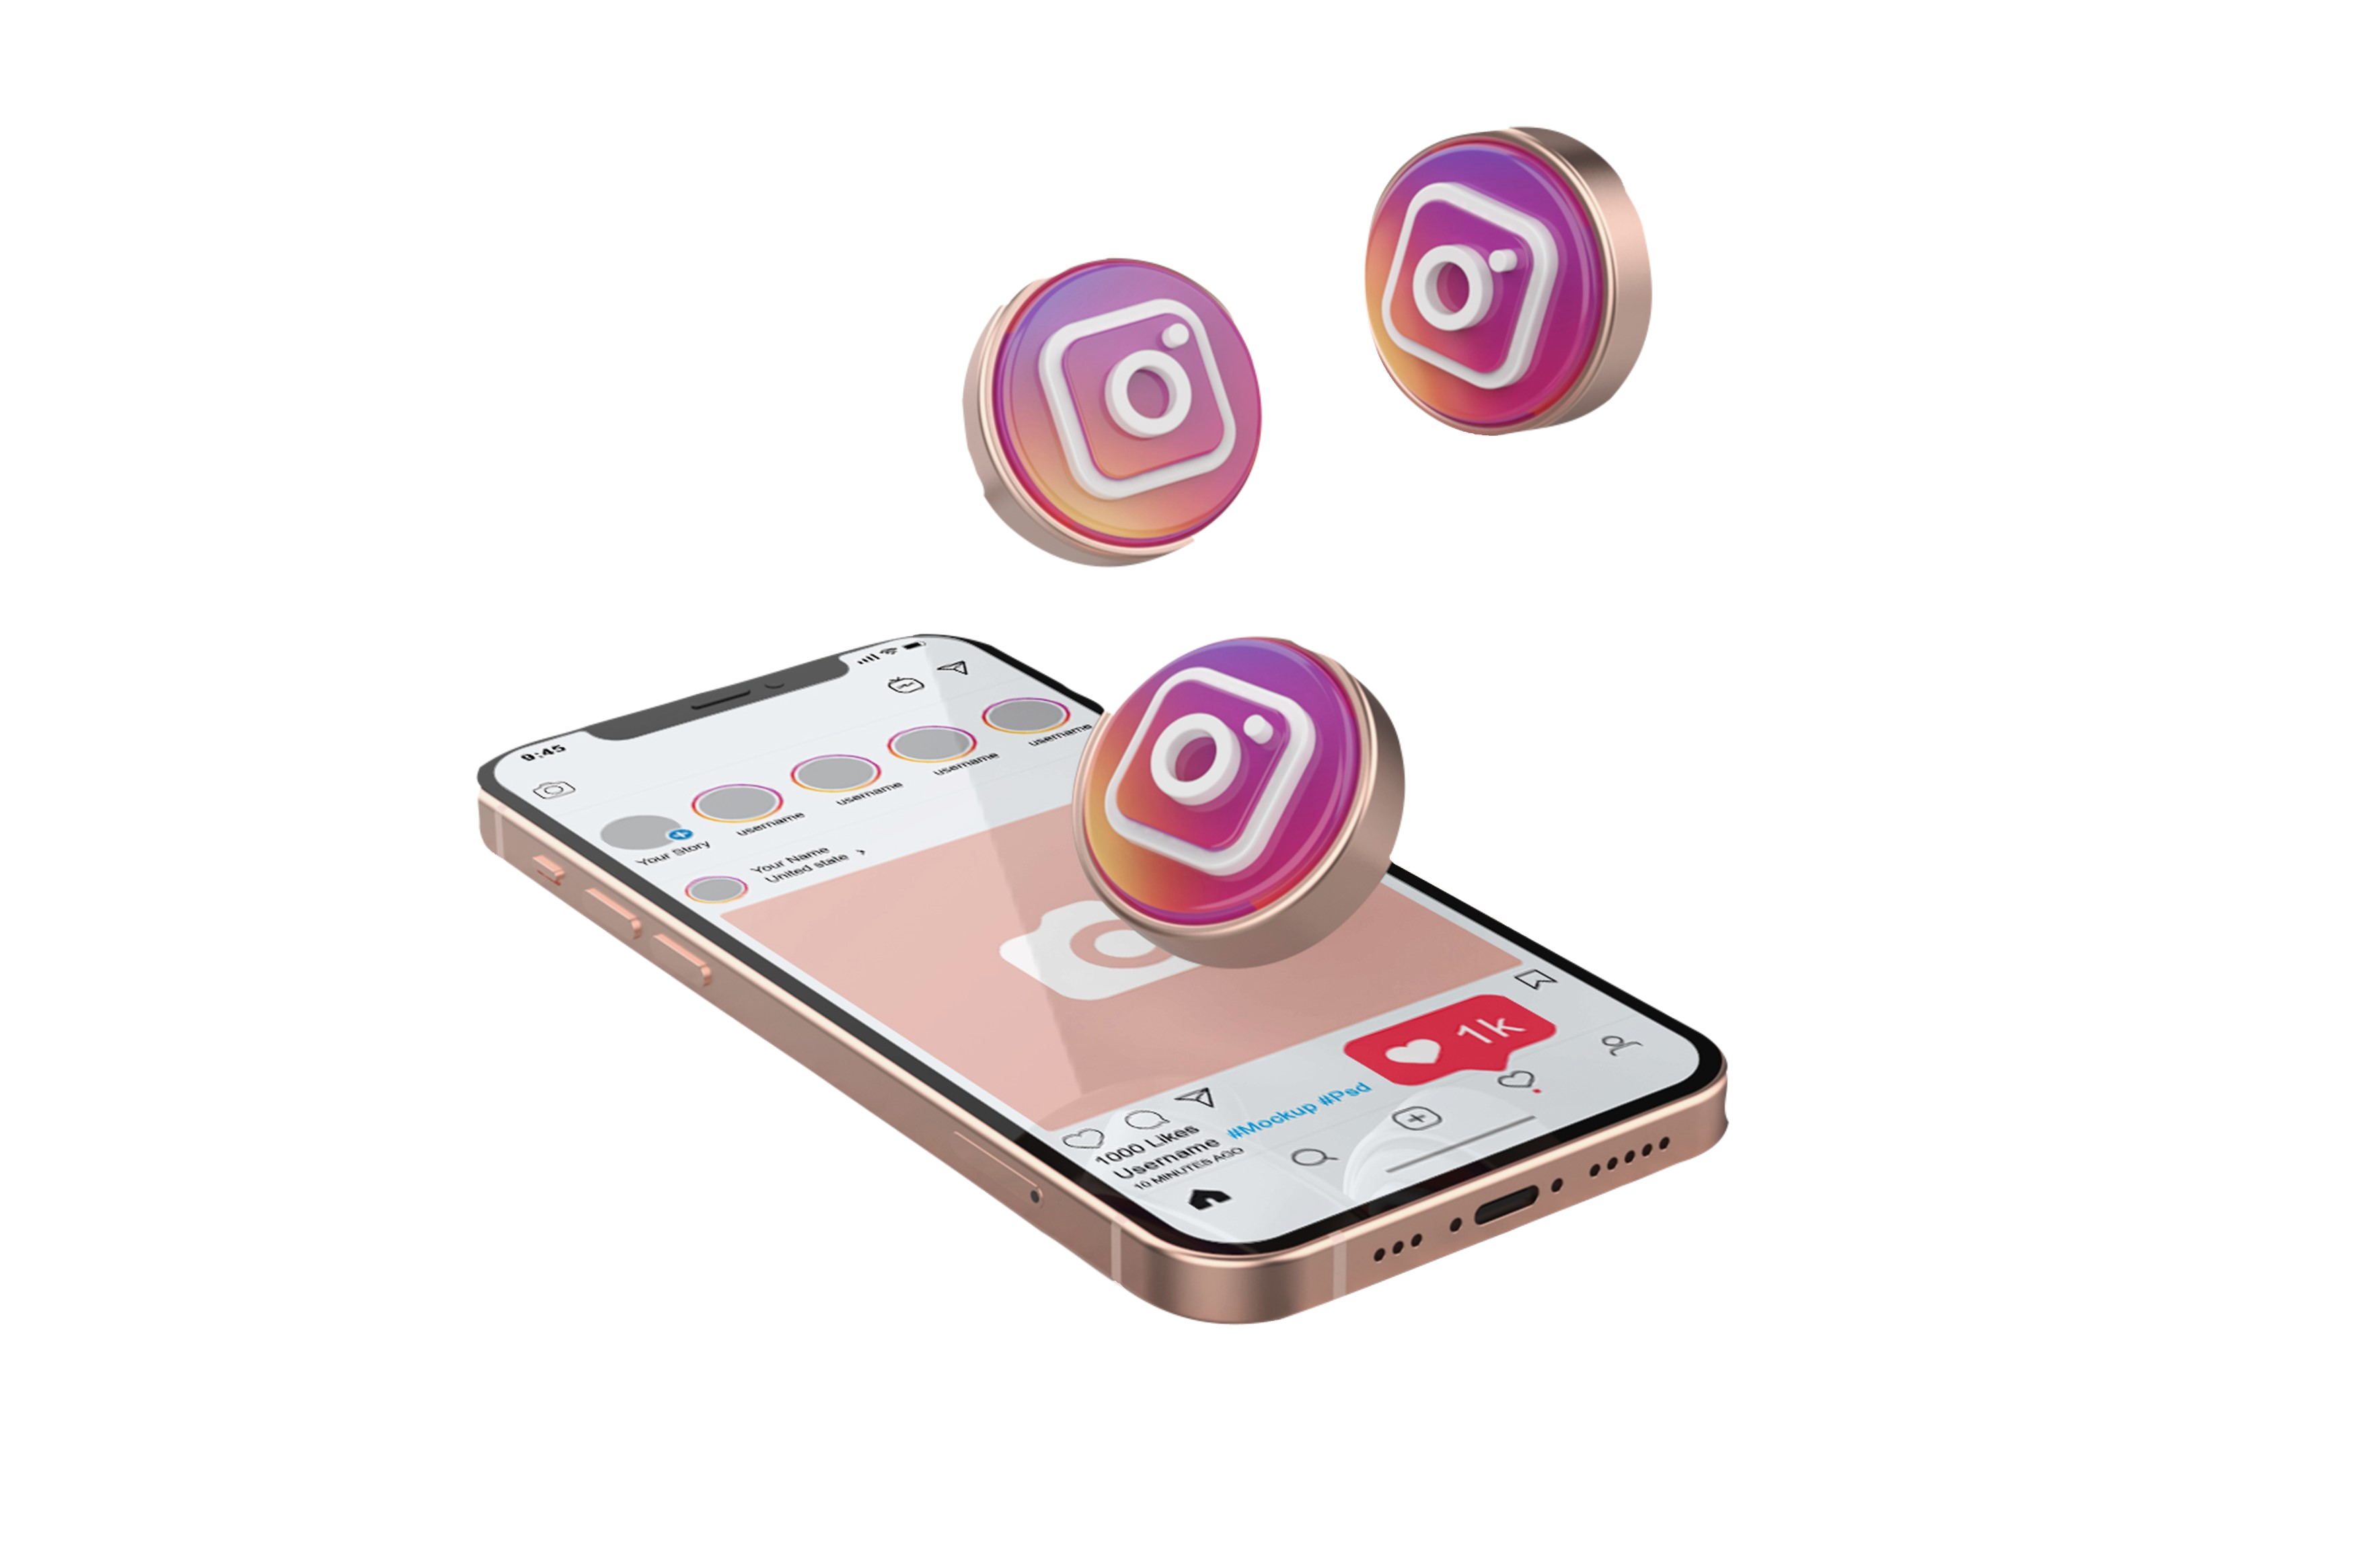 9:45
Your Story
username
username
username
username
Your Name
United state
1k
1000 Likes
Username #Mockup #Psd
10 MINUTES AGO